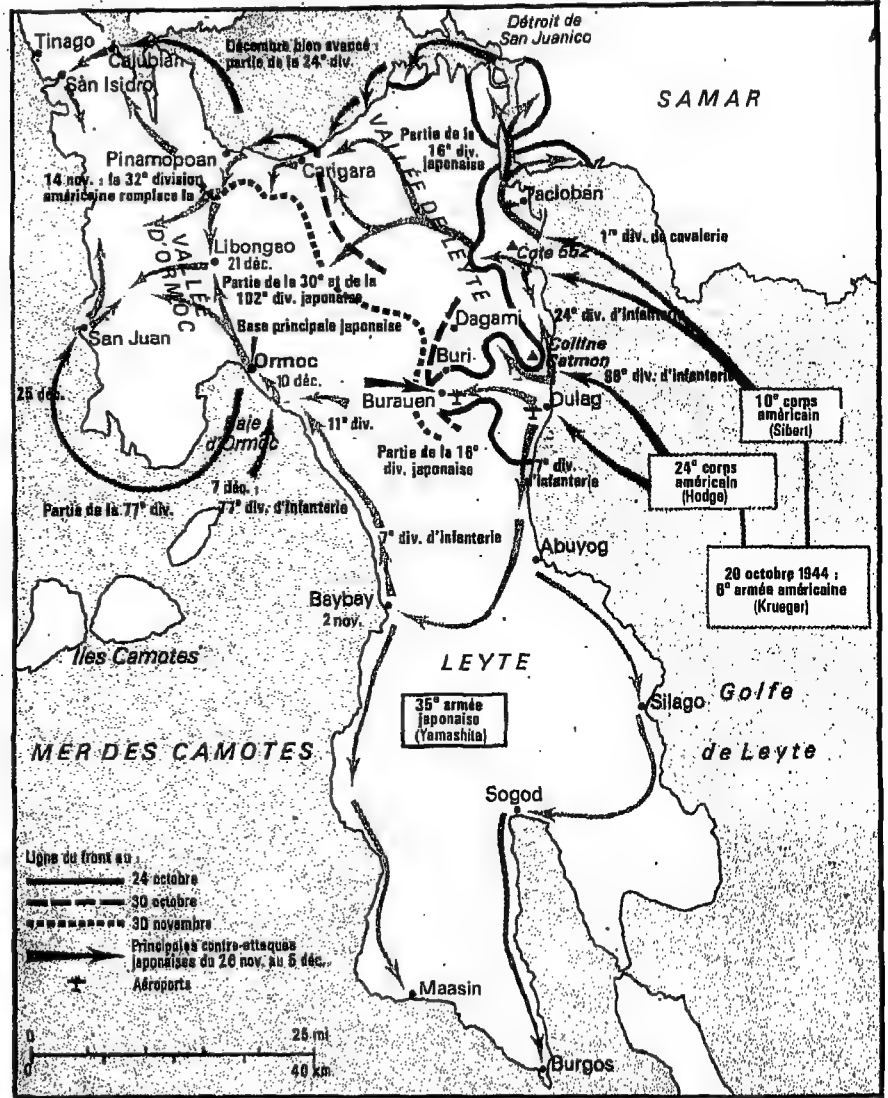 Détroit de
San Juanico
Tinago
Calubian
San Isidro
Décembre bien avancé :
partie de la 24e div.
SAMAR
Partie de la
16e div.
japonaise
VALLÉE DE LEYTE
Pinamopoan
Carigara
14 nov. : la 32e division
américaine remplace la
Tacloban
1re div. de cavalerie
Cote 552
VALLÉE
D'ORMOC
Libongao
21 déc.
Partie de la 30e et de la
102e div. japonaise
Base principale japonaise
Dagami
24e div. d'infanterie
Colline
Catmon
San Juan
Ormoc
10 déc.
Buri
Burauen
96e div. d'infanterie
Dulag
10e corps
américain
(Sibert)
25 déc.
Baie
d'Ormoc
11e div.
Partie de la 16e
div. japonaise
7e div.
d'infanterie
24e corps
américain
(Hodge)
Partie de la 77e div.
7 déc. :
77e div. d'infanterie
7e div. d'infanterie
Abuyog
20 octobre 1944 :
6e armée américaine
(Krueger)
Baybay
2 nov.
Iles Camotes
LEYTE
35e armée
japonaise
(Yamashita)
Silago
Golfe
de Leyte
MER DES CAMOTES
Sogod
Ligne du front au :
24 octobre
30 octobre
30 novembre
Principales contre-attaques
japonaises du 26 nov. au 5 déc.
Aéroports
Maasin
0 25 mi
0 40 km
Burgos